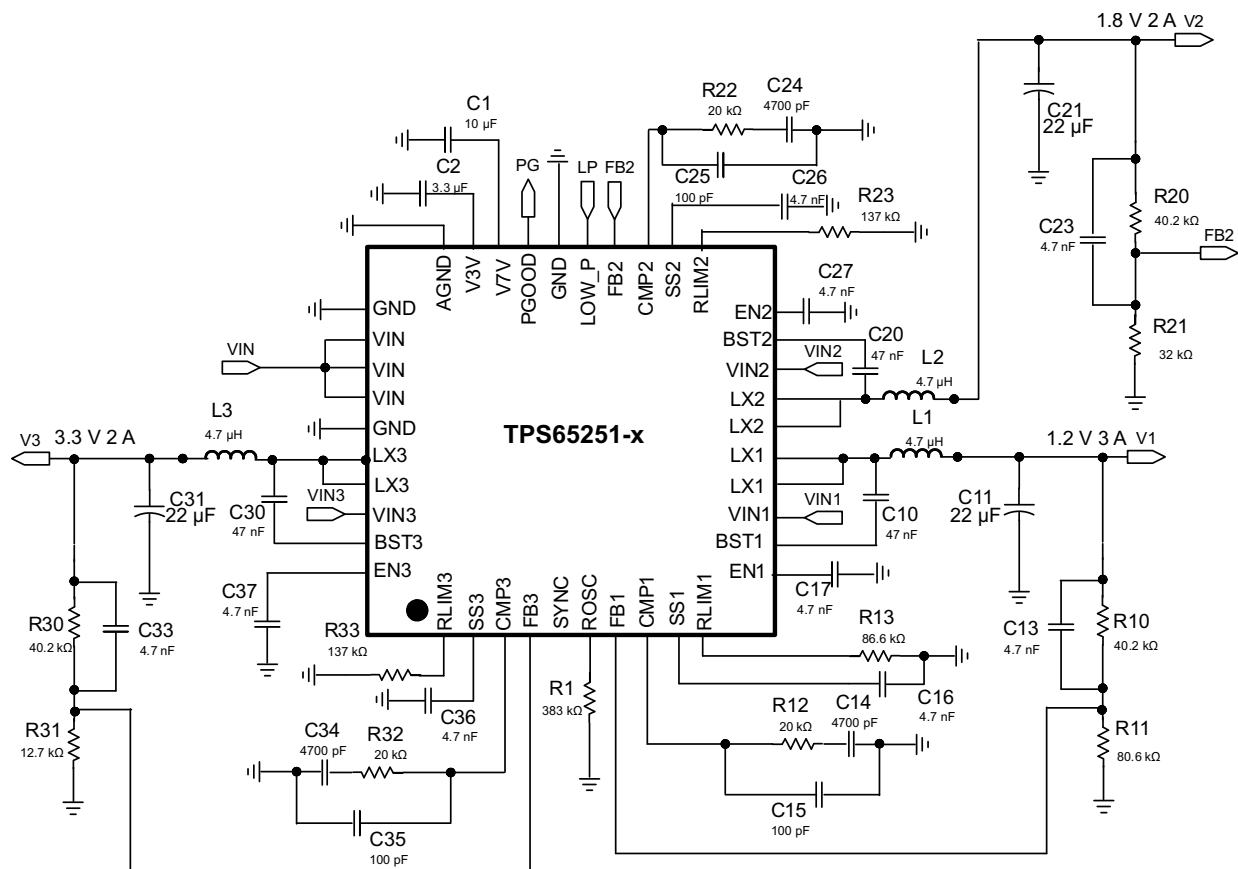 1.8 V 2 A V2
C21
22 µF
R22
20 kΩ
C24
4700 pF
C1
10 µF
C2
3.3 µF
PG
LP
FB2
C25
100 pF
C26
4.7 nF
R23
137 kΩ
C23
4.7 nF
R20
40.2 kΩ
FB2
R21
32 kΩ
AGND
V3V
V7V
PGOOD
GND
LOW_P
FB2
CMP2
SS2
RLIM2
C27
4.7 nF
C20
47 nF
VIN2
L2
4.7 µH
L1
4.7 µH
GND
VIN
VIN
VIN
GND
LX3
LX3
VIN3
BST3
EN3
VIN
L3
4.7 µH
V3 3.3 V 2 A
C31
22 µF
C30
47 nF
VIN3
TPS65251-x
EN2
BST2
VIN2
LX2
LX2
LX1
LX1
VIN1
BST1
EN1
1.2 V 3 A V1
VIN1
C10
47 nF
C11
22 µF
C37
4.7 nF
C17
4.7 nF
RLIM3
SS3
CMP3
FB3
SYNC
ROSC
FB1
CMP1
SS1
RLIM1
R30
40.2 kΩ
C33
4.7 nF
R33
137 kΩ
R13
86.6 kΩ
C13
4.7 nF
R10
40.2 kΩ
C36
4.7 nF
R1
383 kΩ
C16
4.7 nF
R31
12.7 kΩ
C34
4700 pF
R32
20 kΩ
R12
20 kΩ
C14
4700 pF
R11
80.6 kΩ
C35
100 pF
C15
100 pF